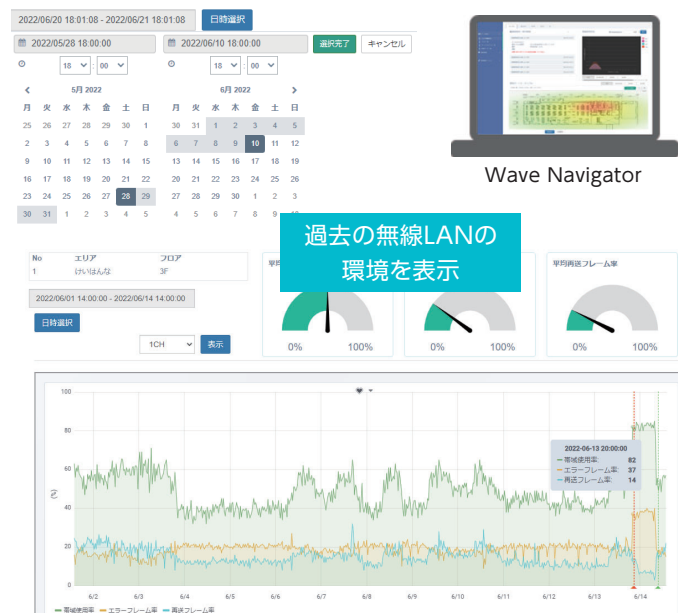 2022/06/20 18:01:08 - 2022/06/21 18:01:08 日時選択
2022/05/28 18:00:00 2022/06/10 18:00:00 選択完了 キャンセル
18 : 00 18 : 00
5月 2022 6月 2022
月 火 水 木 金 土 日 月 火 水 木 金 土 日
25 26 27 28 29 30 1 30 31 1 2 3 4 5
2 3 4 5 6 7 8 6 7 8 9 10 11 12
9 10 11 12 13 14 15 13 14 15 16 17 18 19
16 17 18 19 20 21 22 20 21 22 23 24 25 26
23 24 25 26 27 28 29 27 28 29 30 1 2 3
30 31 1 2 3 4 5 4 5 6 7 8 9
Wave Navigator
過去の無線LANの
環境を表示
No エリア フロア
1 けいはんな 3F
2022/06/01 14:00:00 - 2022/06/14 14:00:00
日時選択
1CH 表示
平均再送フレーム率
0% 100% 0% 100% 0% 100%
100
80
60
(%)
40
20
0
2022-06-13 20:00:00
帯域使用率: 82
エラーフレーム率: 37
再送フレーム率: 14
6/2 6/3 6/4 6/5 6/6 6/7 6/8 6/9 6/10 6/11 6/12 6/13 6/14
帯域使用率 エラーフレーム率 再送フレーム率